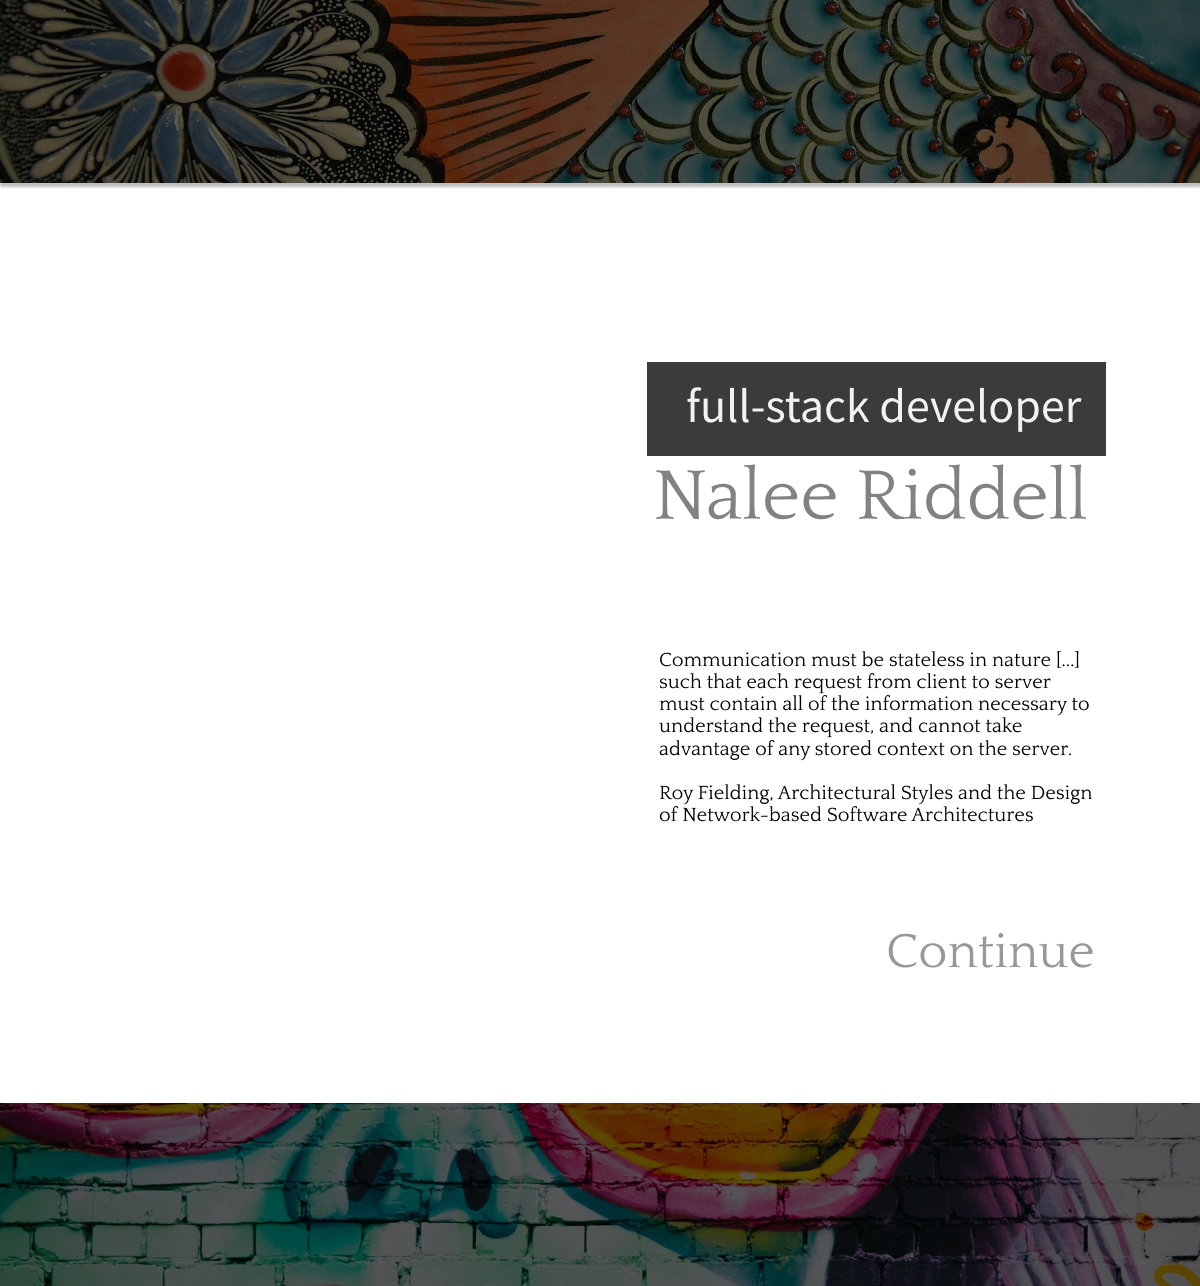 full-stack developer
Nalee Riddell
Communication must be stateless in nature [...]
such that each request from client to server
must contain all of the information necessary to
understand the request, and cannot take
advantage of any stored context on the server.
Roy Fielding, Architectural Styles and the Design
of Network-based Software Architectures
Continue